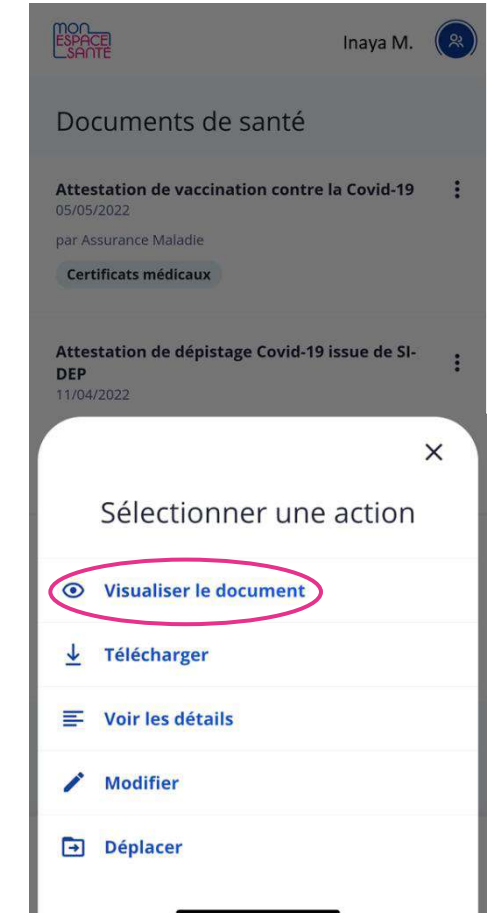 mon
ESPACE
SANTÉ
Inaya M.
Documents de santé
Attestation de vaccination contre la Covid-19
05/05/2022
par Assurance Maladie
Certificats médicaux
Attestation de dépistage Covid-19 issue de SI-
DEP
11/04/2022
Sélectionner une action
Visualiser le document
Télécharger
Voir les détails
Modifier
Déplacer